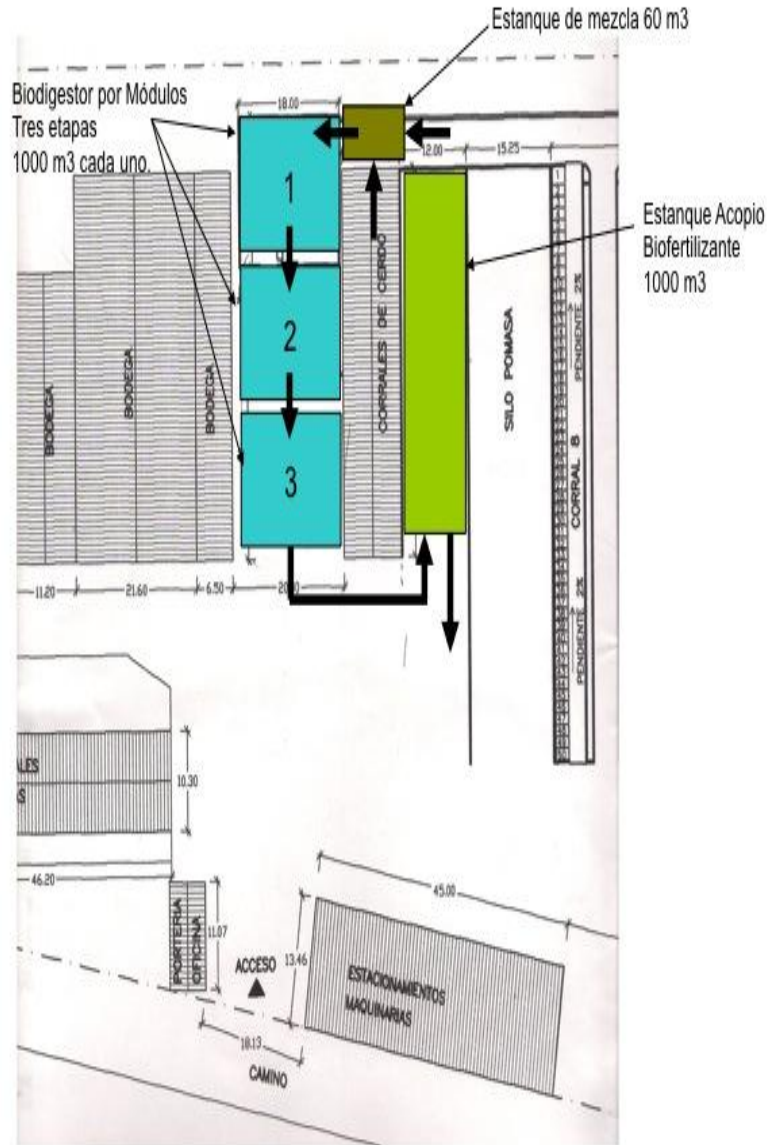 Estanque de mezcla 60 m3
Biodigestor por Módulos
Tres etapas
1000 m3 cada uno.
18.00
12.00
15.25
1
2
3
CORRALES DE CERDO
Estanque Acopio
Biofertilizante
1000 m3
SILO POMASA
PENDIENTE 2%
CORRAL 8
PENDIENTE 2%
BODEGA
BODEGA
BODEGA
11.20
21.60
6.50
10.30
46.20
PORTERIA
OFICINA
11.07
ACCESO
18.13
CAMINO
13.46
45.00
ESTACIONAMIENTOS
MAQUINARIAS